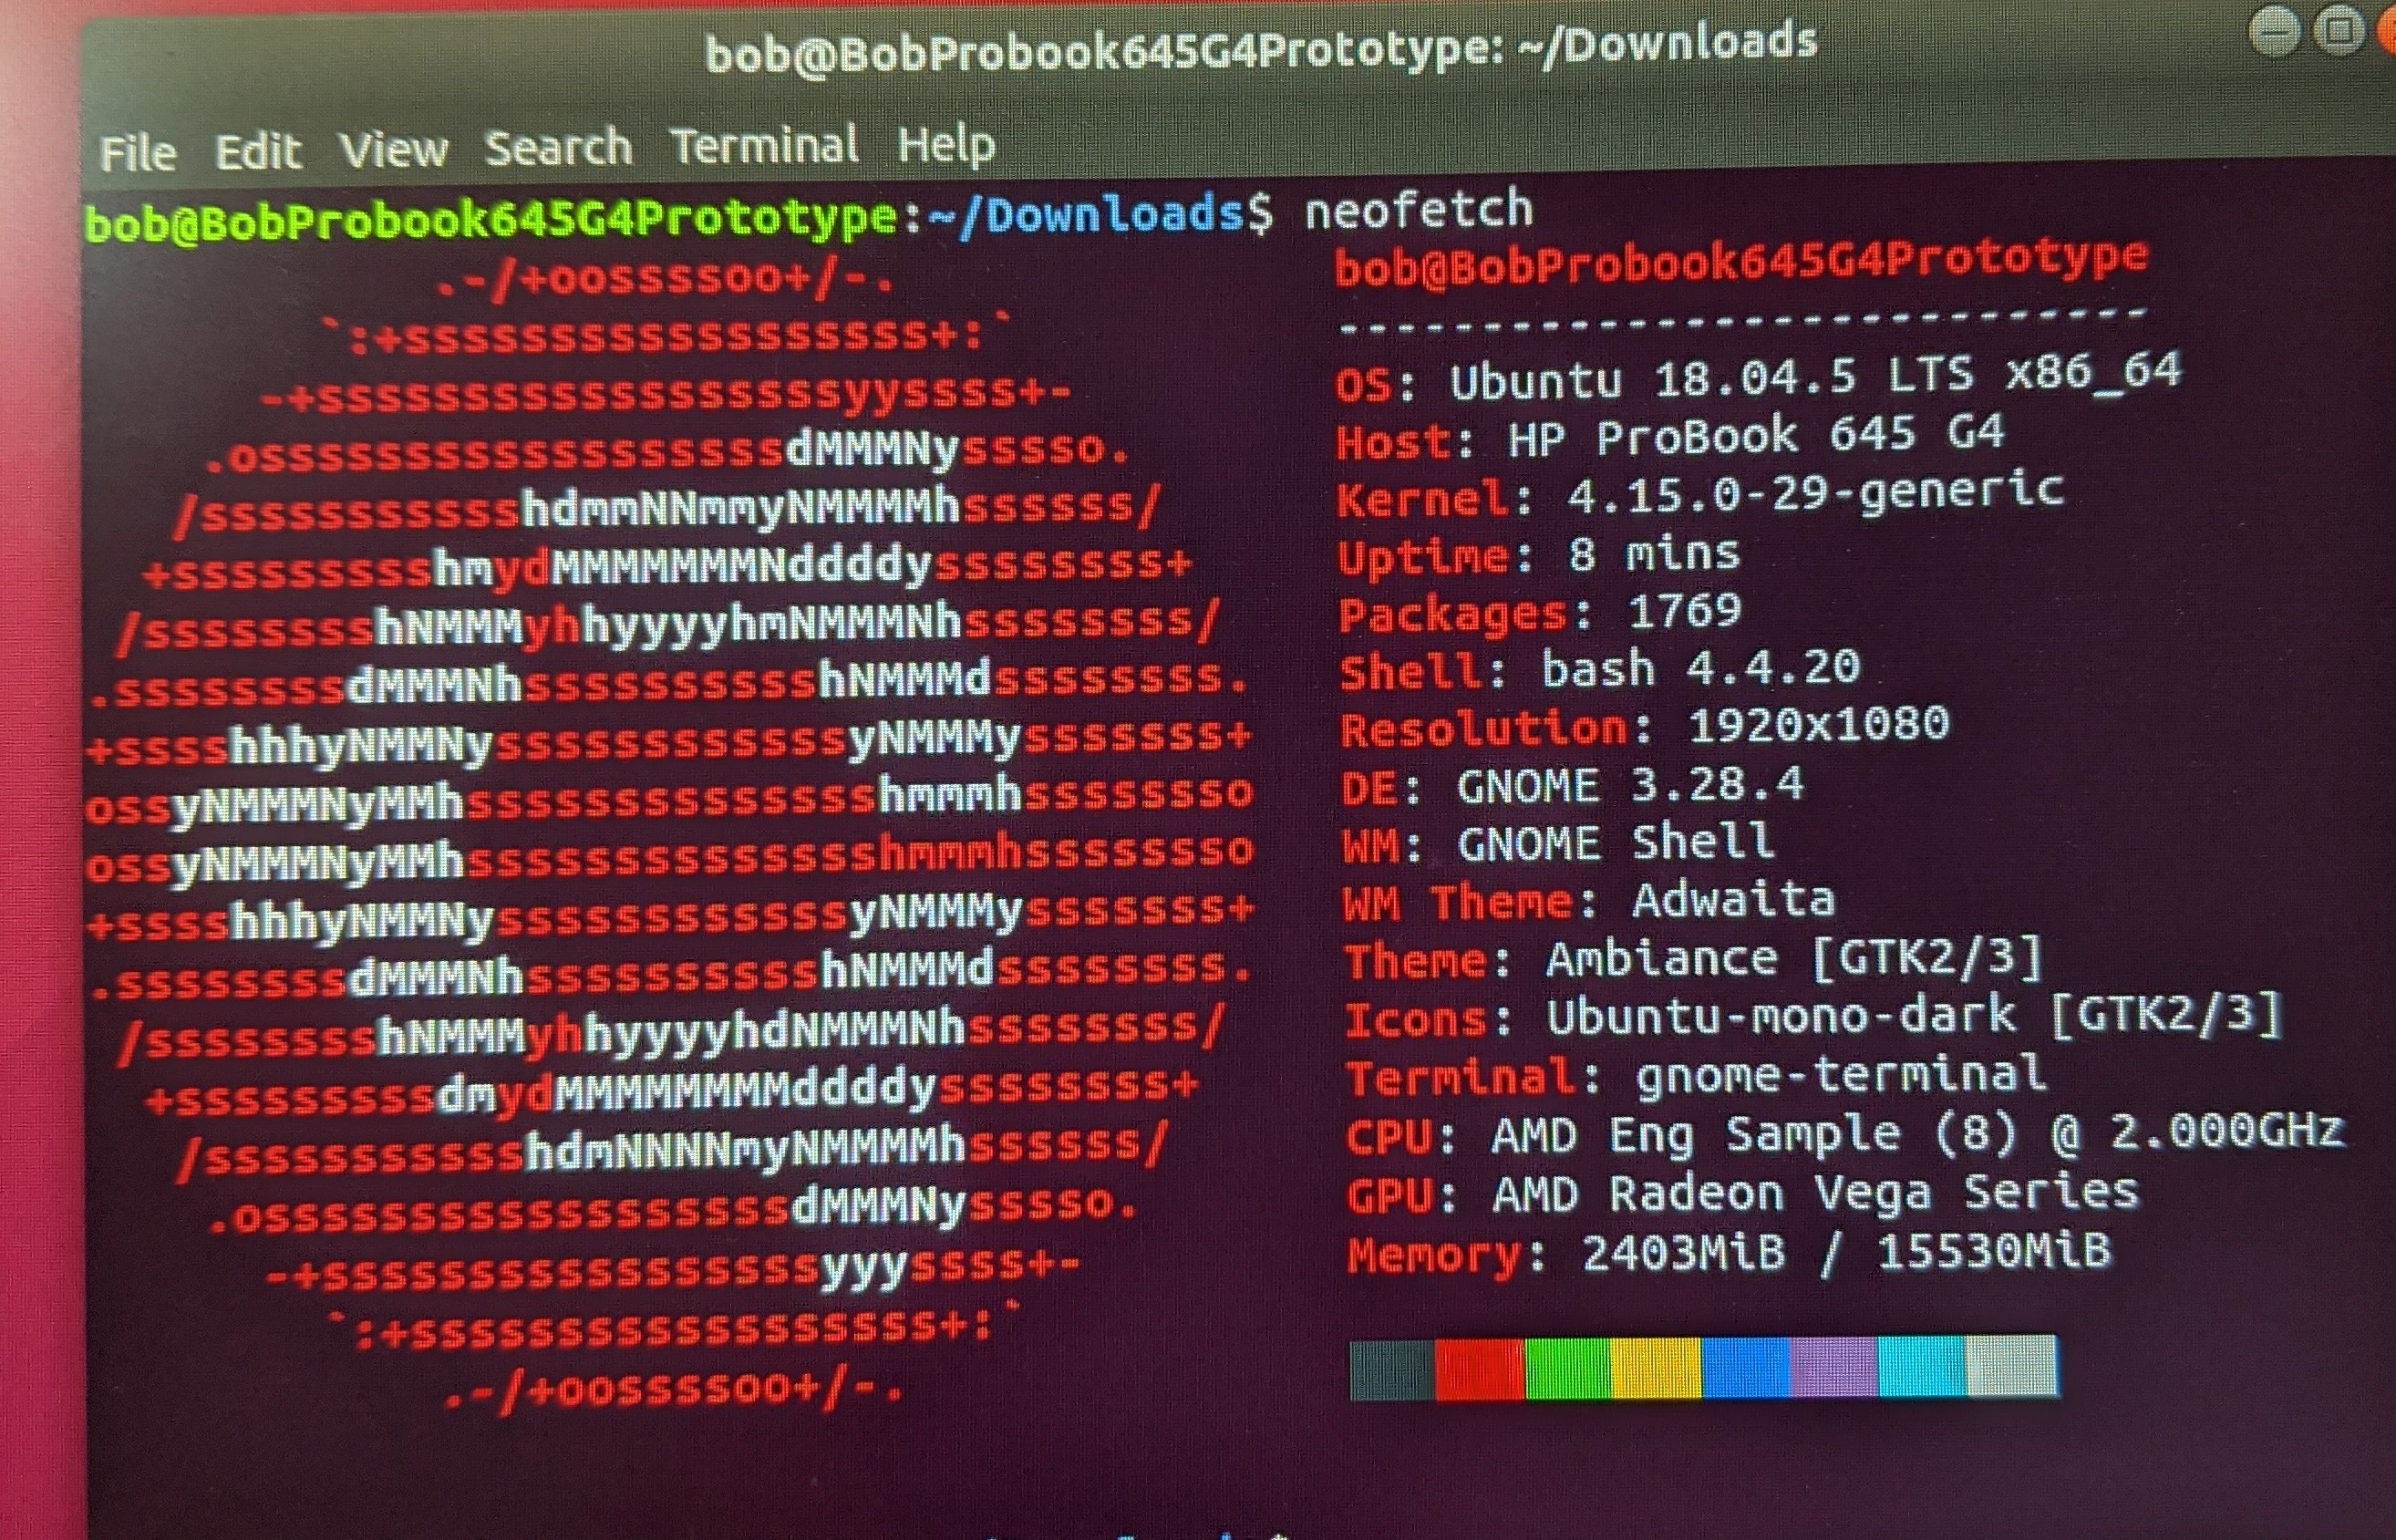 bob@BobProbook645G4Prototype: ~/Downloads
File Edit View Search Terminal Help
bob@BobProbook645G4Prototype:~/Downloads$ neofetch
.-/+oossssoo+/-. bob@BobProbook645G4Prototype
`:+ssssssssssssssssss+:` ----------------------------
-+ssssssssssssssssssyyssss+- OS: Ubuntu 18.04.5 LTS x86_64
.ossssssssssssssssssdMMMNysssso. Host: HP ProBook 645 G4
/ssssssssssshdmmNNmmyNMMMMhssssss/ Kernel: 4.15.0-29-generic
+ssssssssshmydMMMMMMMNddddyssssssss+ Uptime: 8 mins
/sssssssshNMMMyhhyyyyhmNMMMNhssssssss/ Packages: 1769
.ssssssssdMMMNhsssssssssshNMMMdssssssss. Shell: bash 4.4.20
+sssshhhyNMMNyssssssssssssyNMMMysssssss+ Resolution: 1920x1080
ossyNMMMNyMMhsssssssssssssshmmmhssssssso DE: GNOME 3.28.4
ossyNMMMNyMMhsssssssssssssshmmmhssssssso WM: GNOME Shell
+sssshhhyNMMNyssssssssssssyNMMMysssssss+ WM Theme: Adwaita
.ssssssssdMMMNhsssssssssshNMMMdssssssss. Theme: Ambiance [GTK2/3]
/sssssssshNMMMyhhyyyyhdNMMMNhssssssss/ Icons: Ubuntu-mono-dark [GTK2/3]
+sssssssssdmydMMMMMMMMddddyssssssss+ Terminal: gnome-terminal
/ssssssssssshdmNNNNmyNMMMMhssssss/ CPU: AMD Eng Sample (8) @ 2.000GHz
.ossssssssssssssssssdMMMNysssso. GPU: AMD Radeon Vega Series
-+sssssssssssssssssyyyssss+- Memory: 2403MiB / 15530MiB
`:+ssssssssssssssssss+:`
.-/+oossssoo+/-.